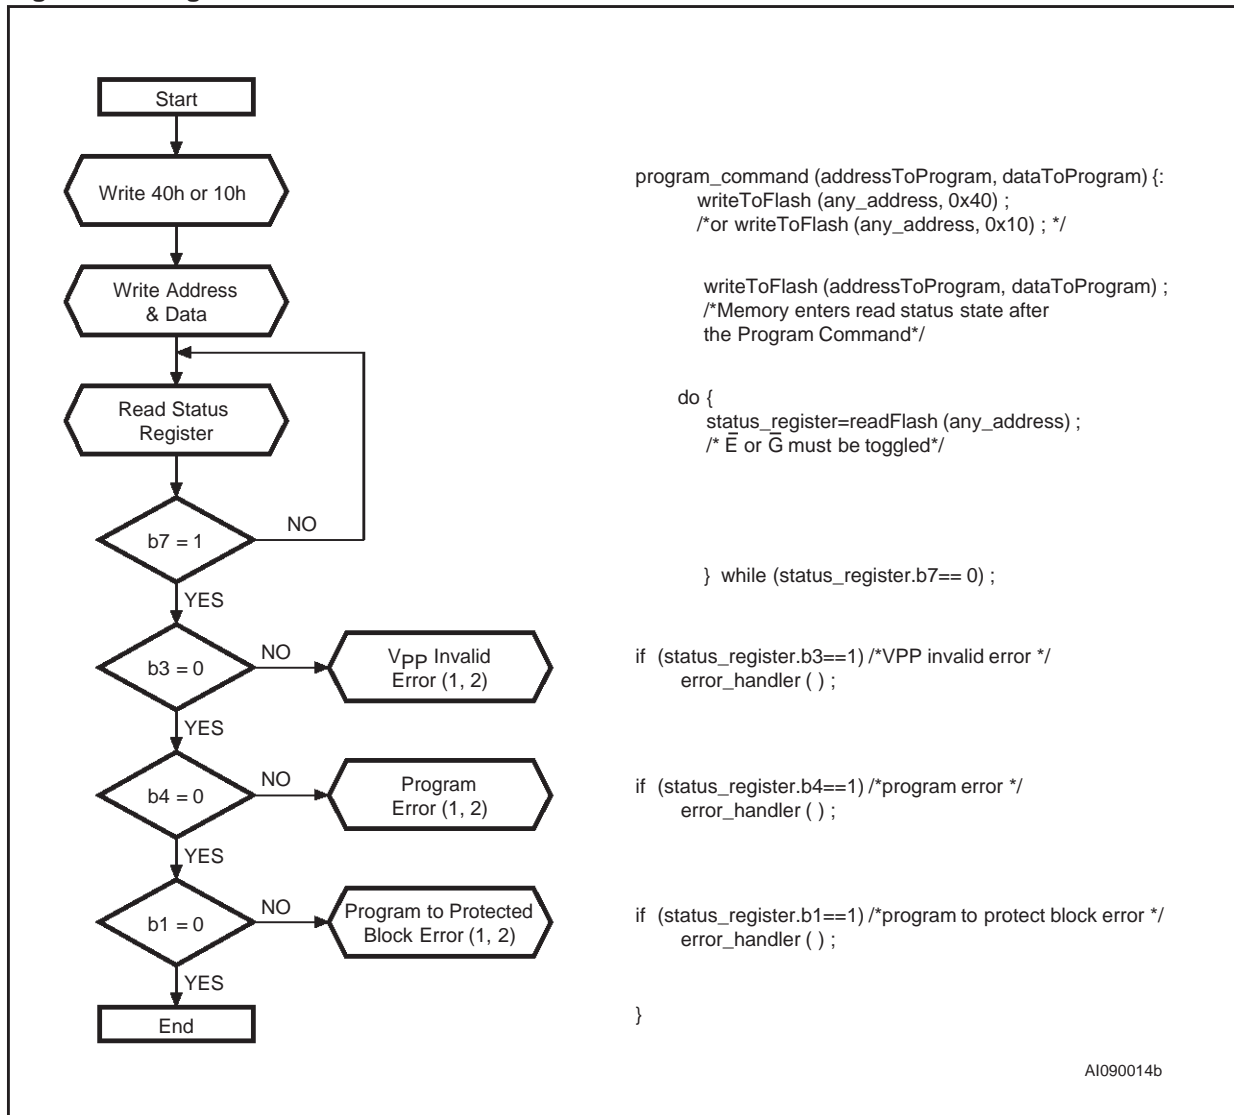 Start
Write 40h or 10h
Write Address
& Data
Read Status
Register
b7 = 1
NO
YES
b3 = 0
NO
VPP Invalid
Error (1, 2)
YES
b4 = 0
NO
Program
Error (1, 2)
YES
b1 = 0
NO
Program to Protected
Block Error (1, 2)
YES
End
program_command (addressToProgram, dataToProgram) {:
writeToFlash (any_address, 0x40) ;
/*or writeToFlash (any_address, 0x10) ; */
writeToFlash (addressToProgram, dataToProgram) ;
/*Memory enters read status state after
the Program Command*/
do {
status_register=readFlash (any_address) ;
/* E̅ or G̅ must be toggled*/
} while (status_register.b7== 0) ;
if (status_register.b3==1) /*VPP invalid error */
error_handler ( ) ;
if (status_register.b4==1) /*program error */
error_handler ( ) ;
if (status_register.b1==1) /*program to protect block error */
error_handler ( ) ;
}
AI090014b